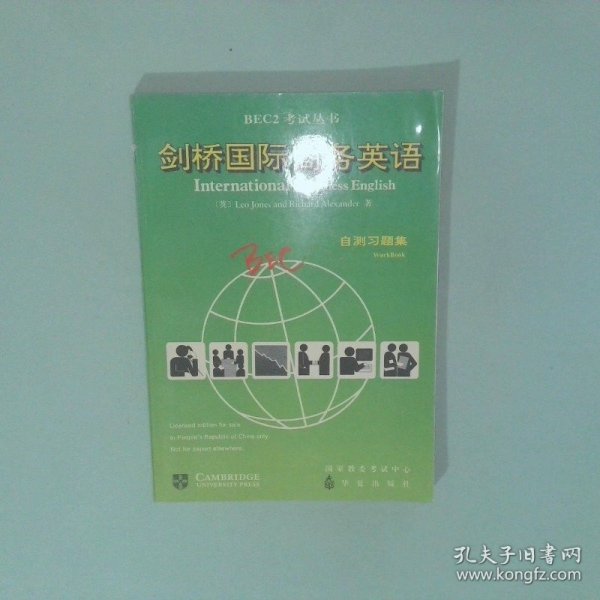 BEC2 考试丛书
剑桥国际商务英语
International Business English
〔英〕Leo Jones and Richard Alexander 著
自测习题集
WorkBook
Licensed edition for sale
in People's Republic of China only.
Not for export elsewhere.
CAMBRIDGE
UNIVERSITY PRESS
国家教委考试中心
华夏出版社
孔夫子旧书网
www.kongfz.com